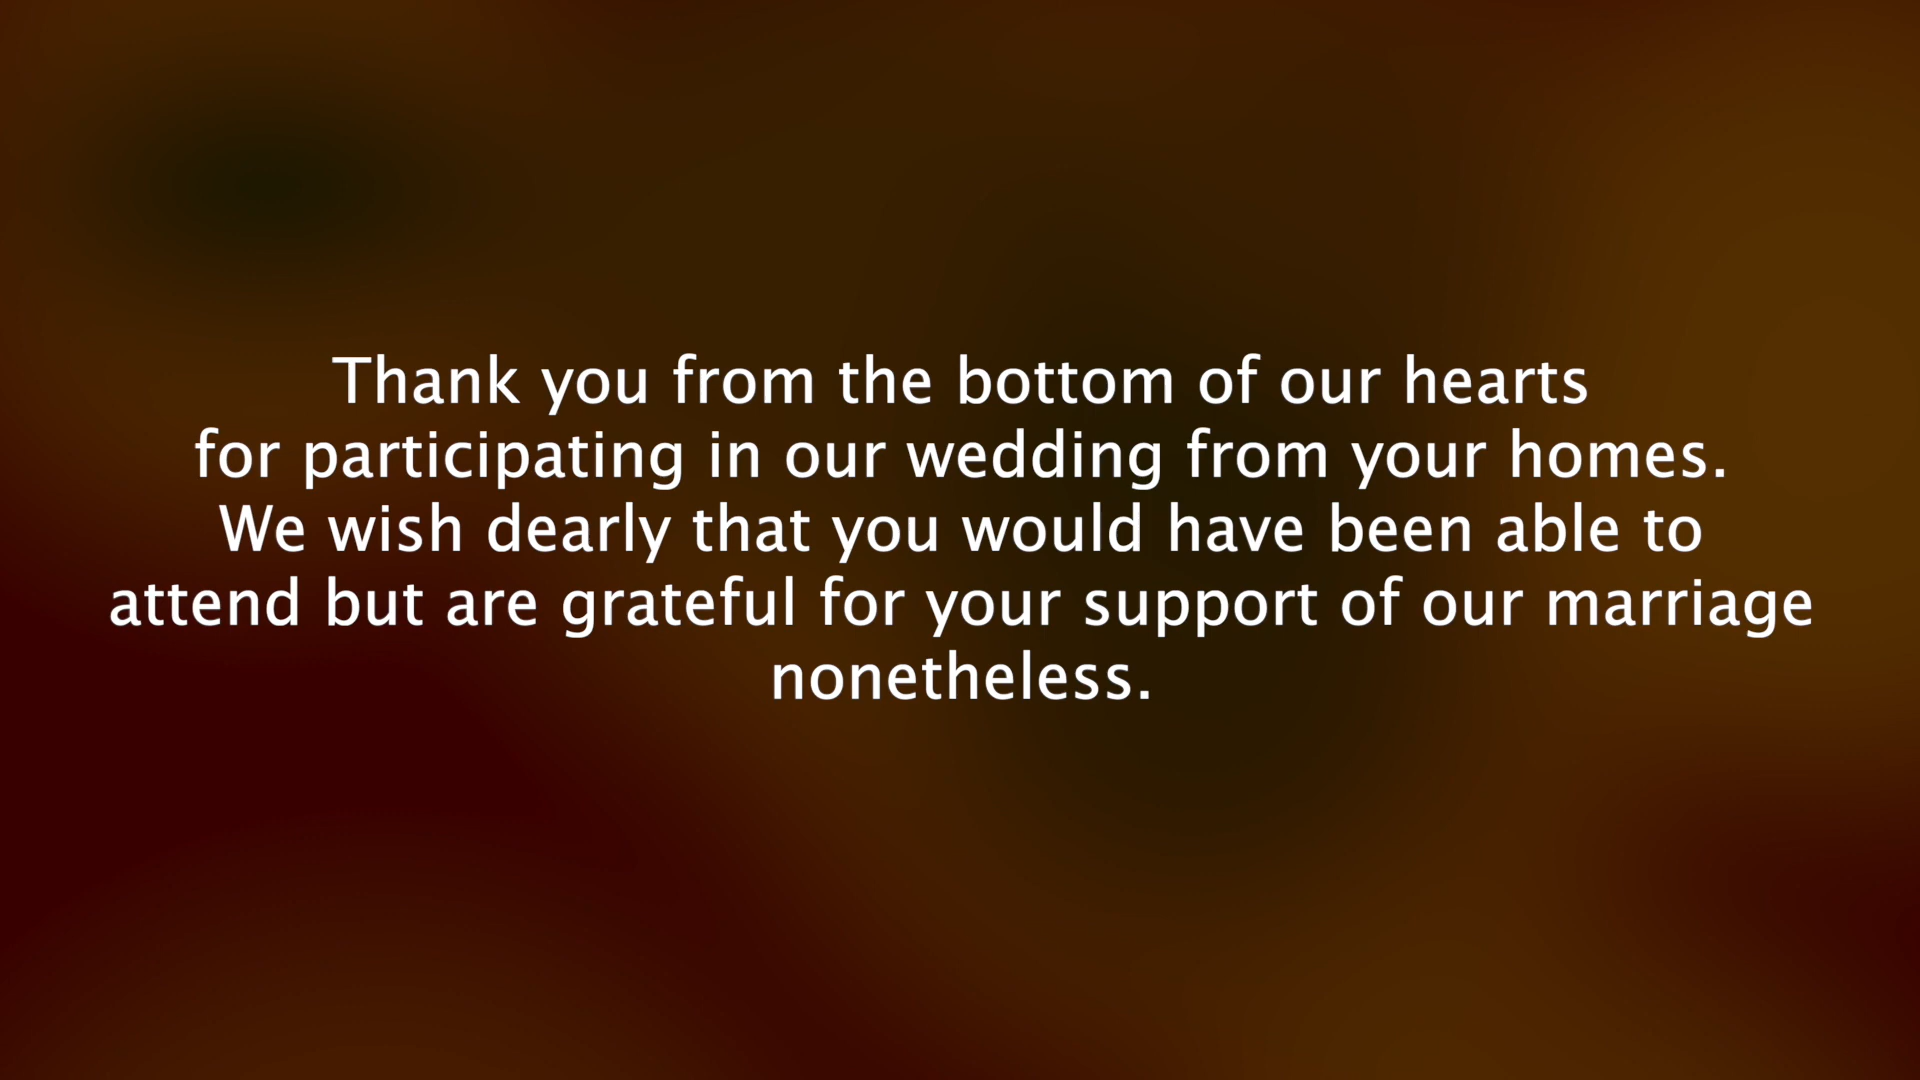 Thank you from the bottom of our hearts
for participating in our wedding from your homes.
We wish dearly that you would have been able to
attend but are grateful for your support of our marriage
nonetheless.